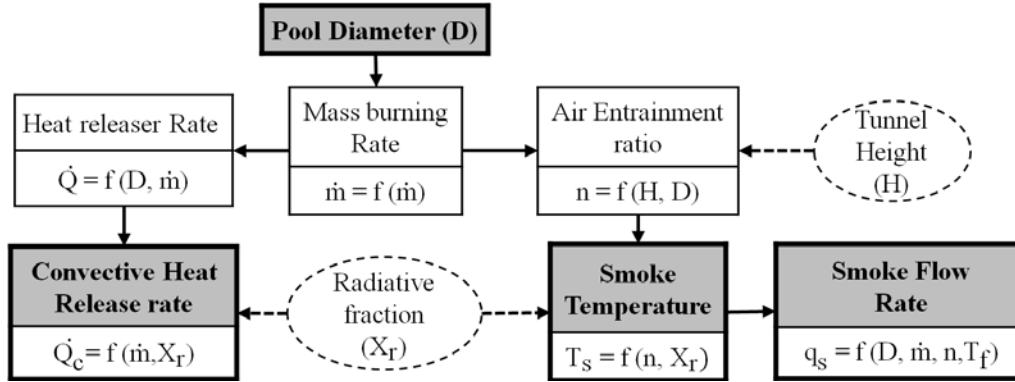 Pool Diameter (D)
Heat releaser Rate
Q̇ = f (D, ṁ)
Mass burning
Rate
ṁ = f (ṁ)
Air Entrainment
ratio
n = f (H, D)
Tunnel
Height
(H)
Convective Heat
Release rate
Q̇c= f (ṁ,Xr)
Radiative
fraction
(Xr)
Smoke
Temperature
Ts = f (n, Xr)
Smoke Flow
Rate
qs = f (D, ṁ, n,Tf)